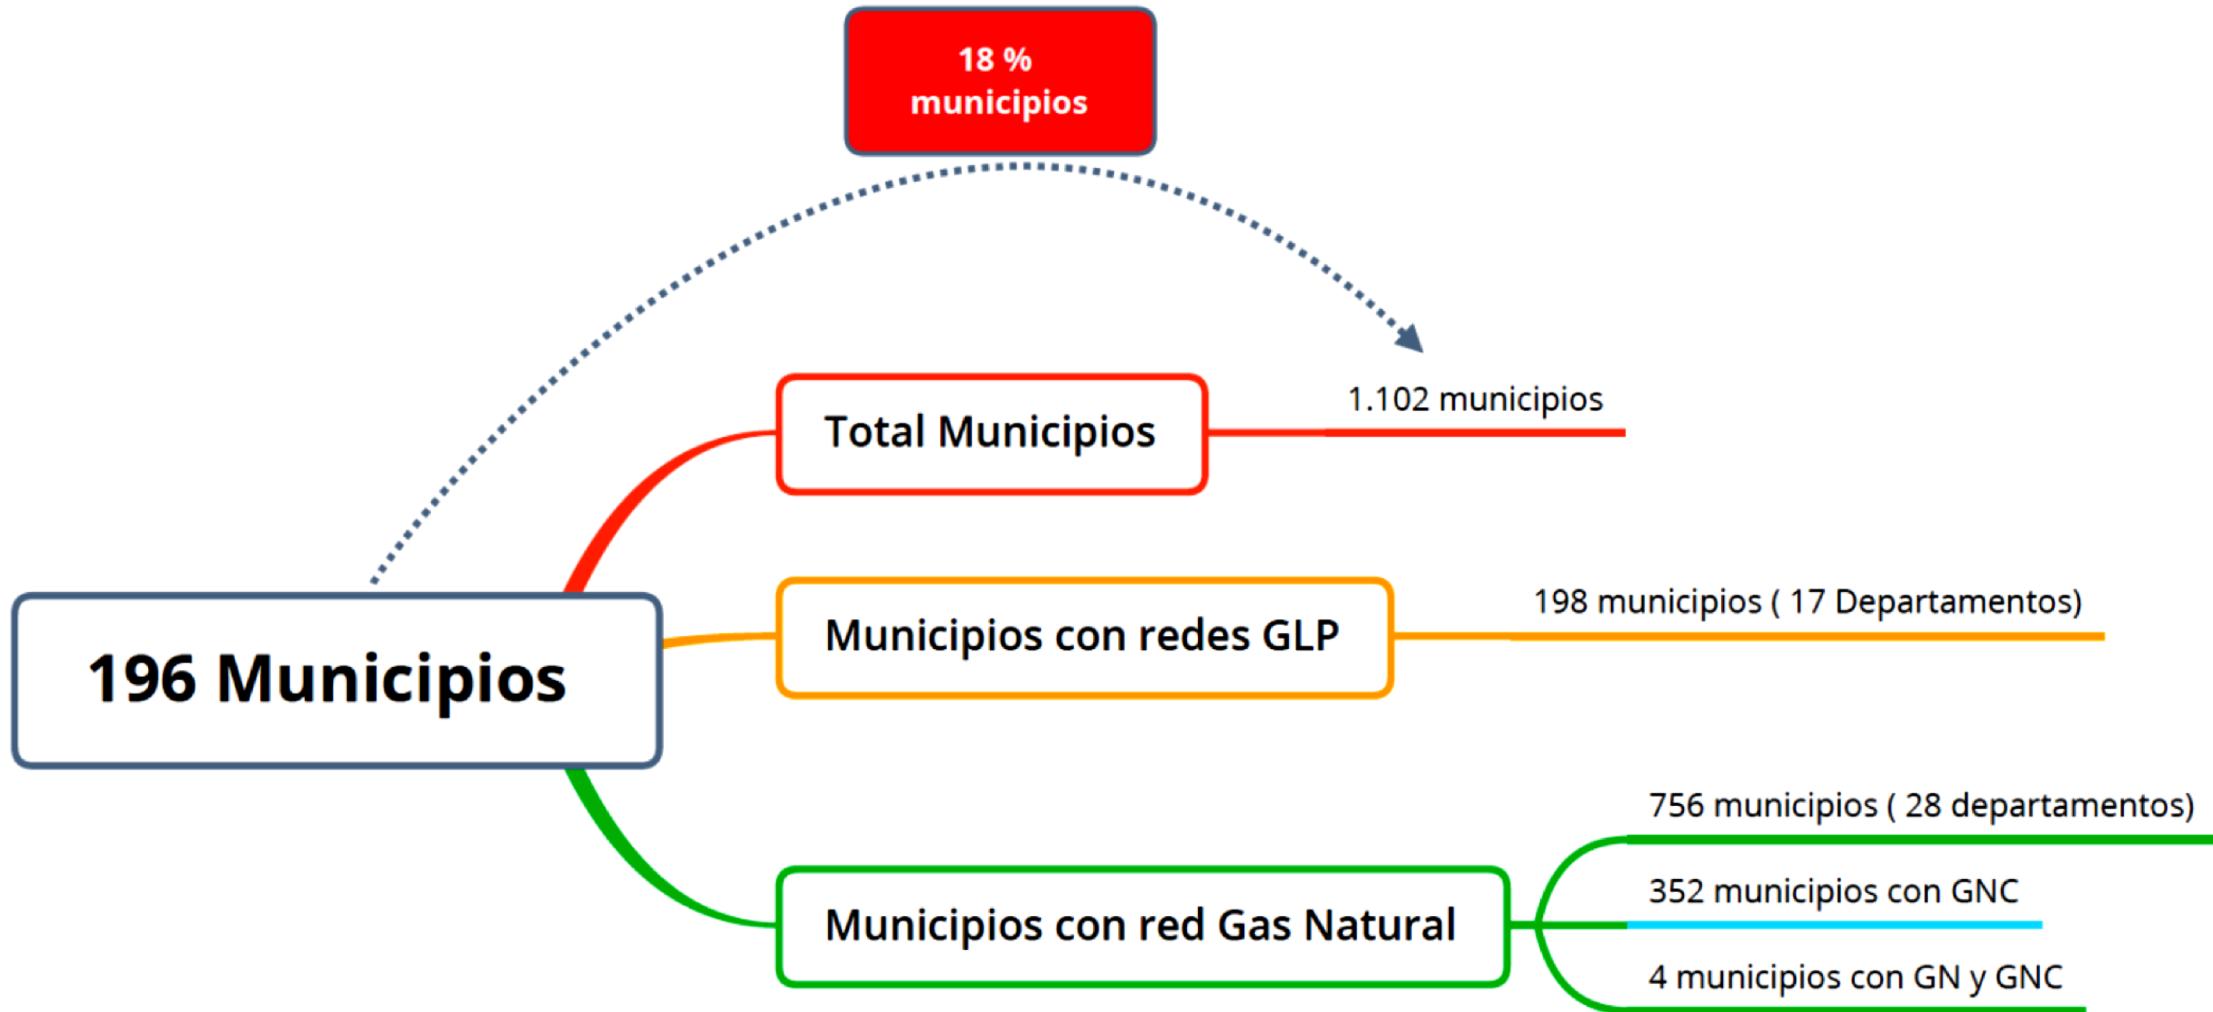 18 %
municipios
1.102 municipios
Total Municipios
198 municipios ( 17 Departamentos)
Municipios con redes GLP
196 Municipios
756 municipios ( 28 departamentos)
352 municipios con GNC
Municipios con red Gas Natural
4 municipios con GN y GNC